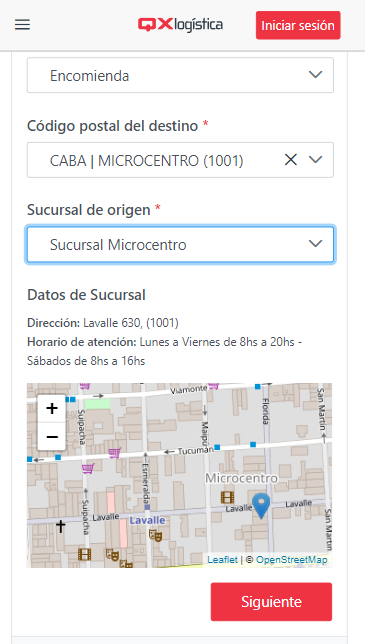 QX logística
Iniciar sesión
Encomienda
Código postal del destino *
CABA | MICROCENTRO (1001)
Sucursal de origen *
Sucursal Microcentro
Datos de Sucursal
Dirección: Lavalle 630, (1001)
Horario de atención: Lunes a Viernes de 8hs a 20hs -
Sábados de 8hs a 16hs
+
−
Viamonte
Suipacha
Maipú
Florida
San Martín
Tucumán
Microcentro
Esmeralda
Suipacha
Lavalle
Lavalle
Lavalle
Lavalle
San Martín
Leaflet | © OpenStreetMap
Siguiente